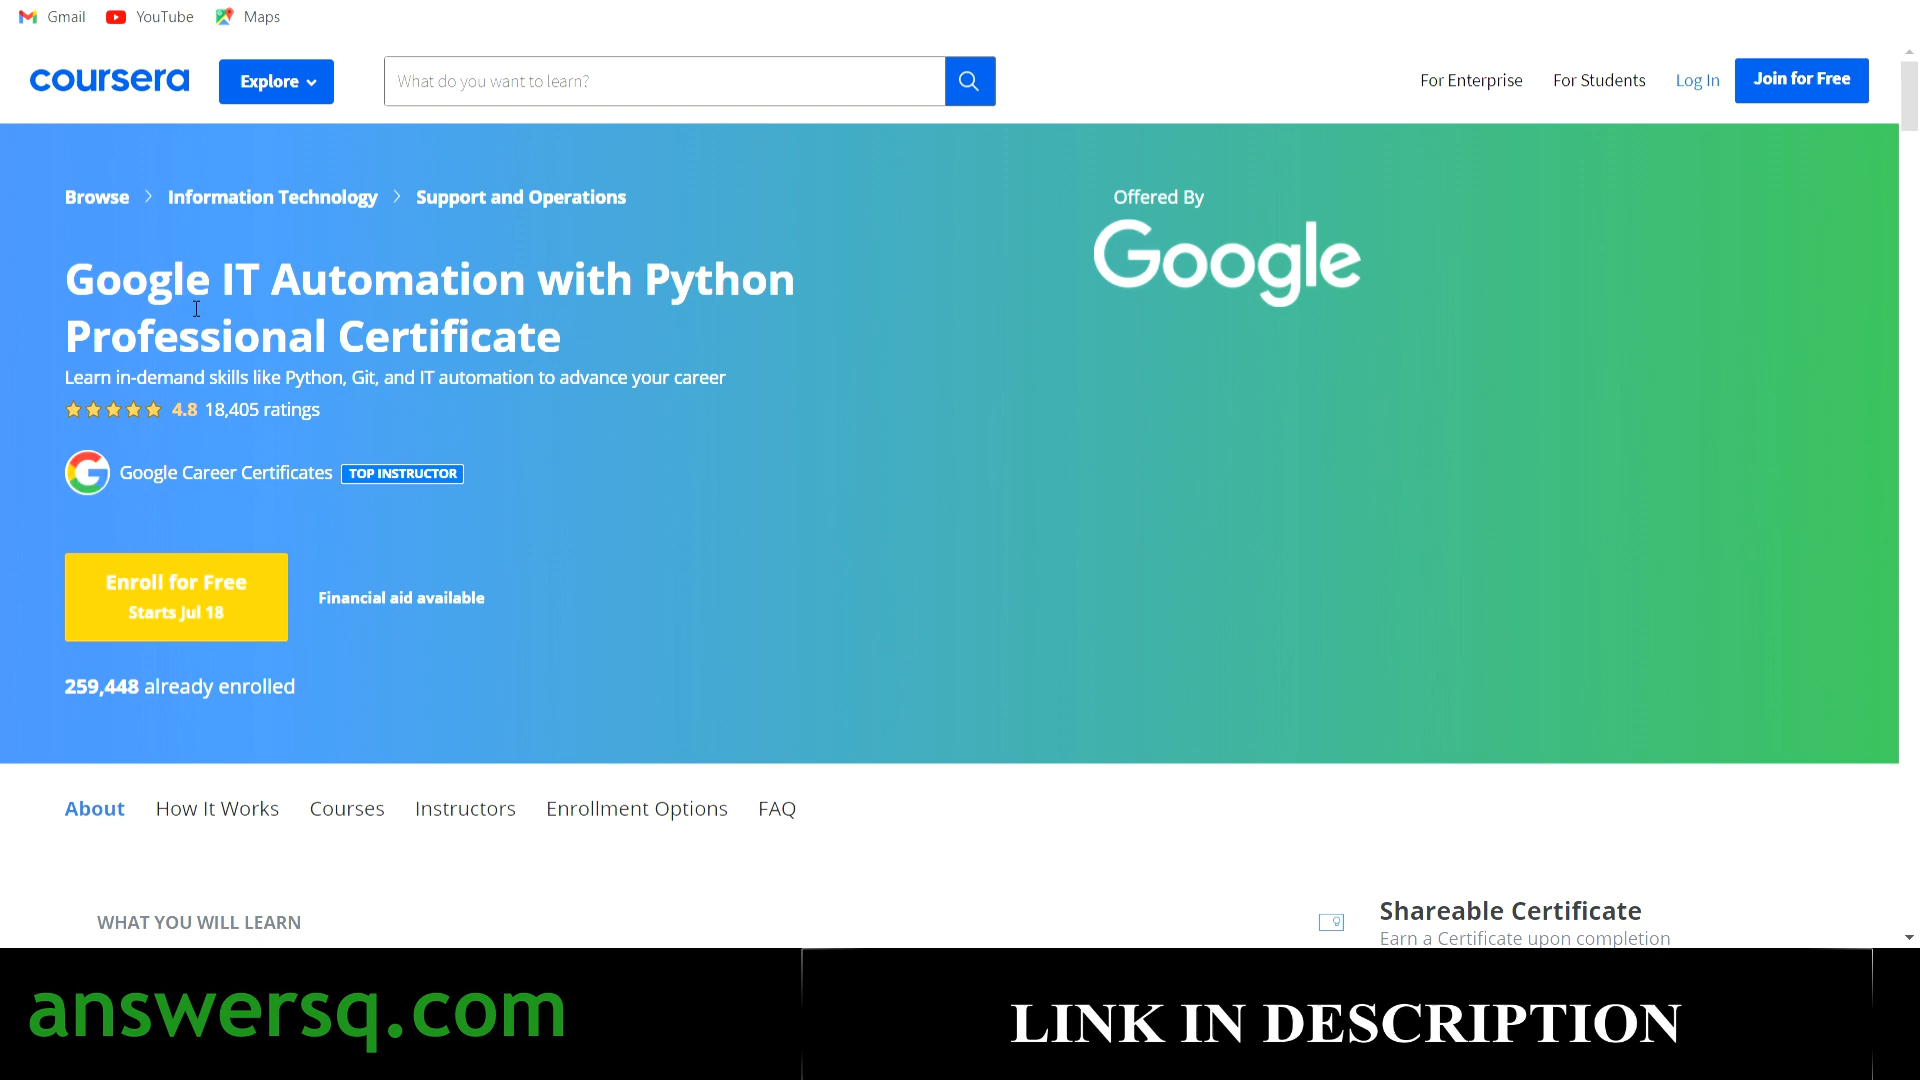 Gmail YouTube Maps
coursera Explore What do you want to learn? For Enterprise For Students Log In Join for Free
Browse Information Technology Support and Operations
Offered By
Google
Google IT Automation with Python
Professional Certificate
Learn in-demand skills like Python, Git, and IT automation to advance your career
4.8 18,405 ratings
G Google Career Certificates TOP INSTRUCTOR
Enroll for Free
Starts Jul 18
Financial aid available
259,448 already enrolled
About How It Works Courses Instructors Enrollment Options FAQ
WHAT YOU WILL LEARN
Shareable Certificate
Earn a Certificate upon completion
answersq.com
LINK IN DESCRIPTION